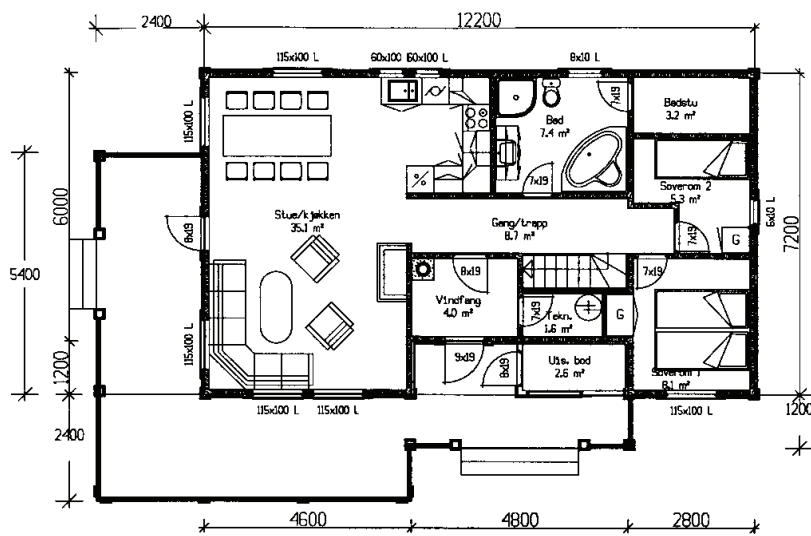 2400
12200
115x100 L
60x100
60x100 L
8x10 L
115x100 L
7x19
Badstu
3.2 m²
Bad
7.4 m²
7x19
Soverom 2
5.3 m²
6x10 L
7200
6000
5400
Stue/kjøkken
35.1 m²
8x19
Gang/trapp
8.7 m²
7x19
G
8x19
7x19
Vindfang
4.0 m²
7x19
Tekn.
1.6 m²
G
115x100 L
1200
9x19
8x19
Uis. bod
2.6 m²
Soverom 1
8.1 m²
115x100 L
115x100 L
115x100 L
1200
2400
4600
4800
2800